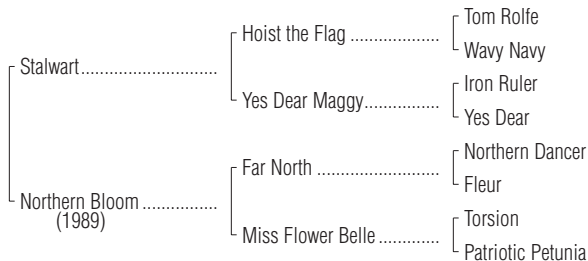 Tom Rolfe
Hoist the Flag ....................
Wavy Navy
Stalwart..............................
Iron Ruler
Yes Dear Maggy.................
Yes Dear
Northern Dancer
Far North ...........................
Fleur
Northern Bloom .................
(1989)
Torsion
Miss Flower Belle ..............
Patriotic Petunia